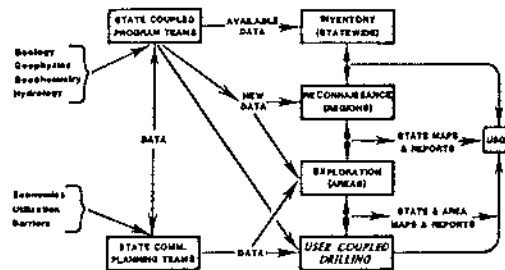 STATE COUPLED
PROGRAM TEAMS
AVAILABLE
DATA
INVENTORY
(STATEWIDE)
Geology
Geophysics
Geochemistry
Hydrology
NEW
DATA
RECONNAISSANCE
(REGIONS)
DATA
STATE MAPS
& REPORTS
EXPLORATION
(AREAS)
Economics
Utilization
Barriers
DATA
STATE & AREA
MAPS & REPORTS
STATE COMM.
PLANNING TEAMS
USER COUPLED
DRILLING